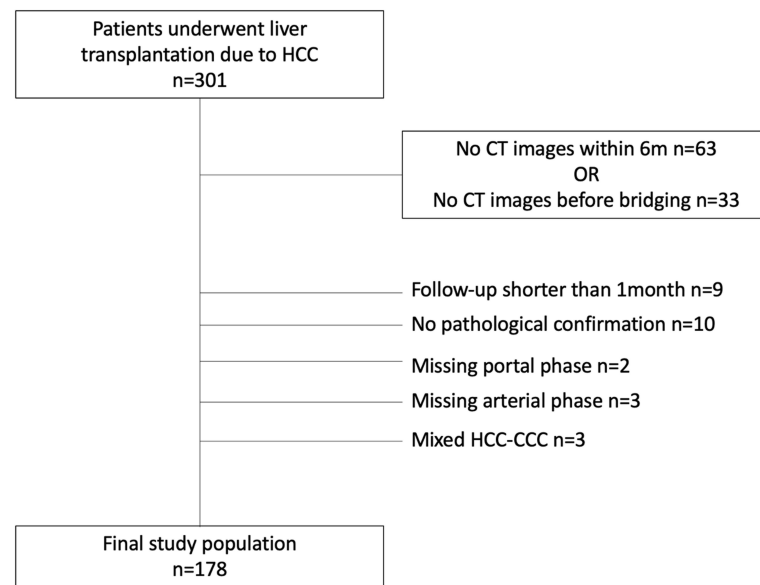 Patients underwent liver
transplantation due to HCC
n=301
No CT images within 6m n=63
OR
No CT images before bridging n=33
Follow-up shorter than 1month n=9
No pathological confirmation n=10
Missing portal phase n=2
Missing arterial phase n=3
Mixed HCC-CCC n=3
Final study population
n=178